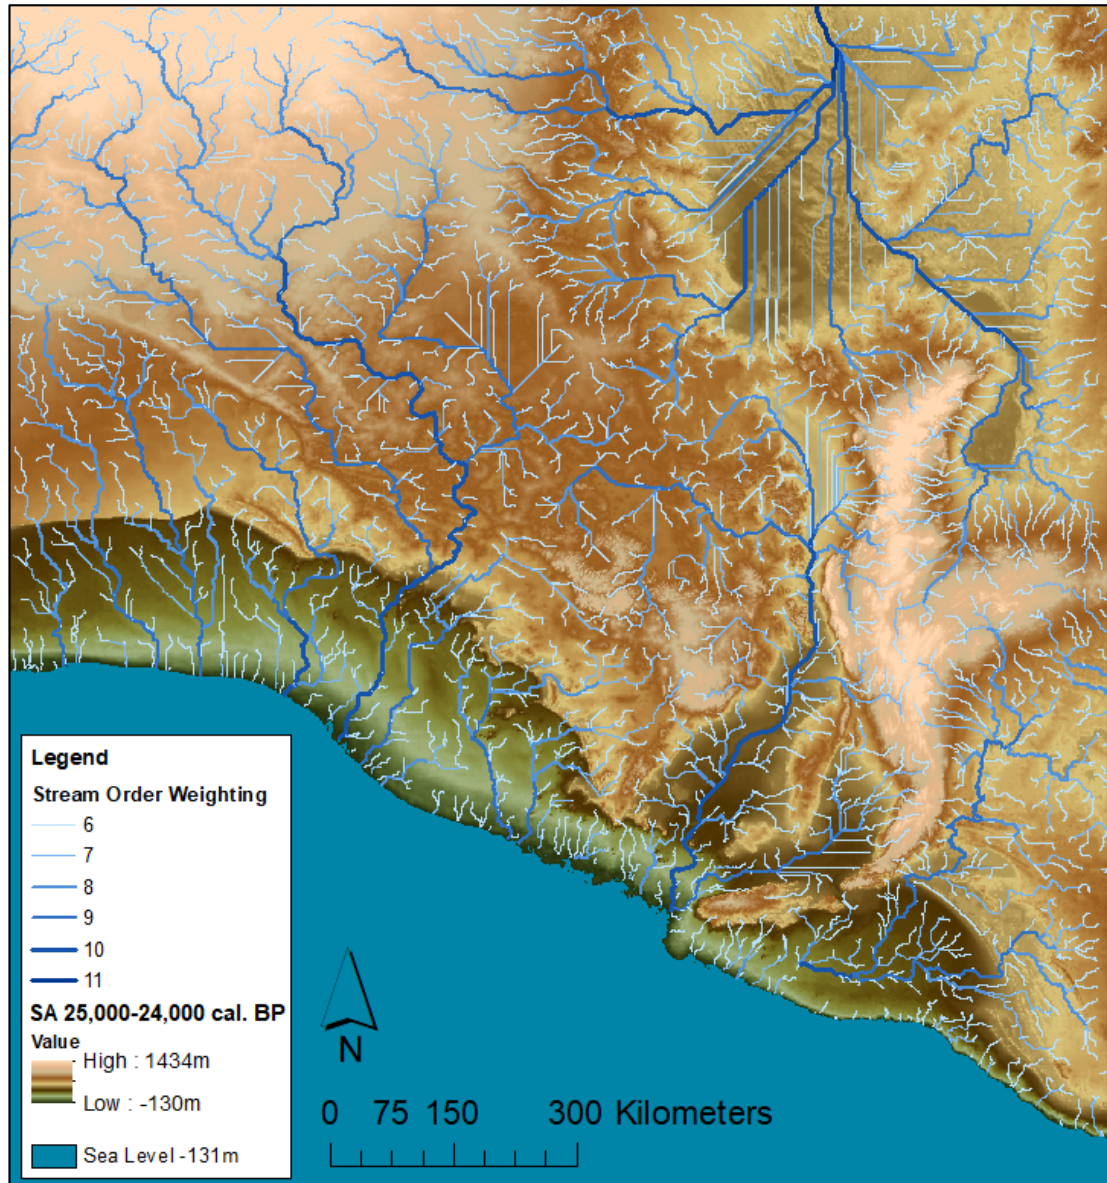 Legend
Stream Order Weighting
6
7
8
9
10
11
SA 25,000-24,000 cal. BP
Value
High : 1434m
Low : -130m
Sea Level -131m
N
0 75 150 300 Kilometers